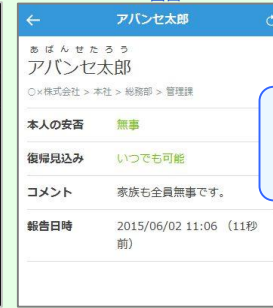 アバンセ太郎
あばんせたろう
アバンセ太郎
○×株式会社 > 本社 > 総務部 > 管理課
本人の安否 無事
復帰見込み いつでも可能
コメント 家族も全員無事です。
報告日時 2015/06/02 11:06 （11秒
前）